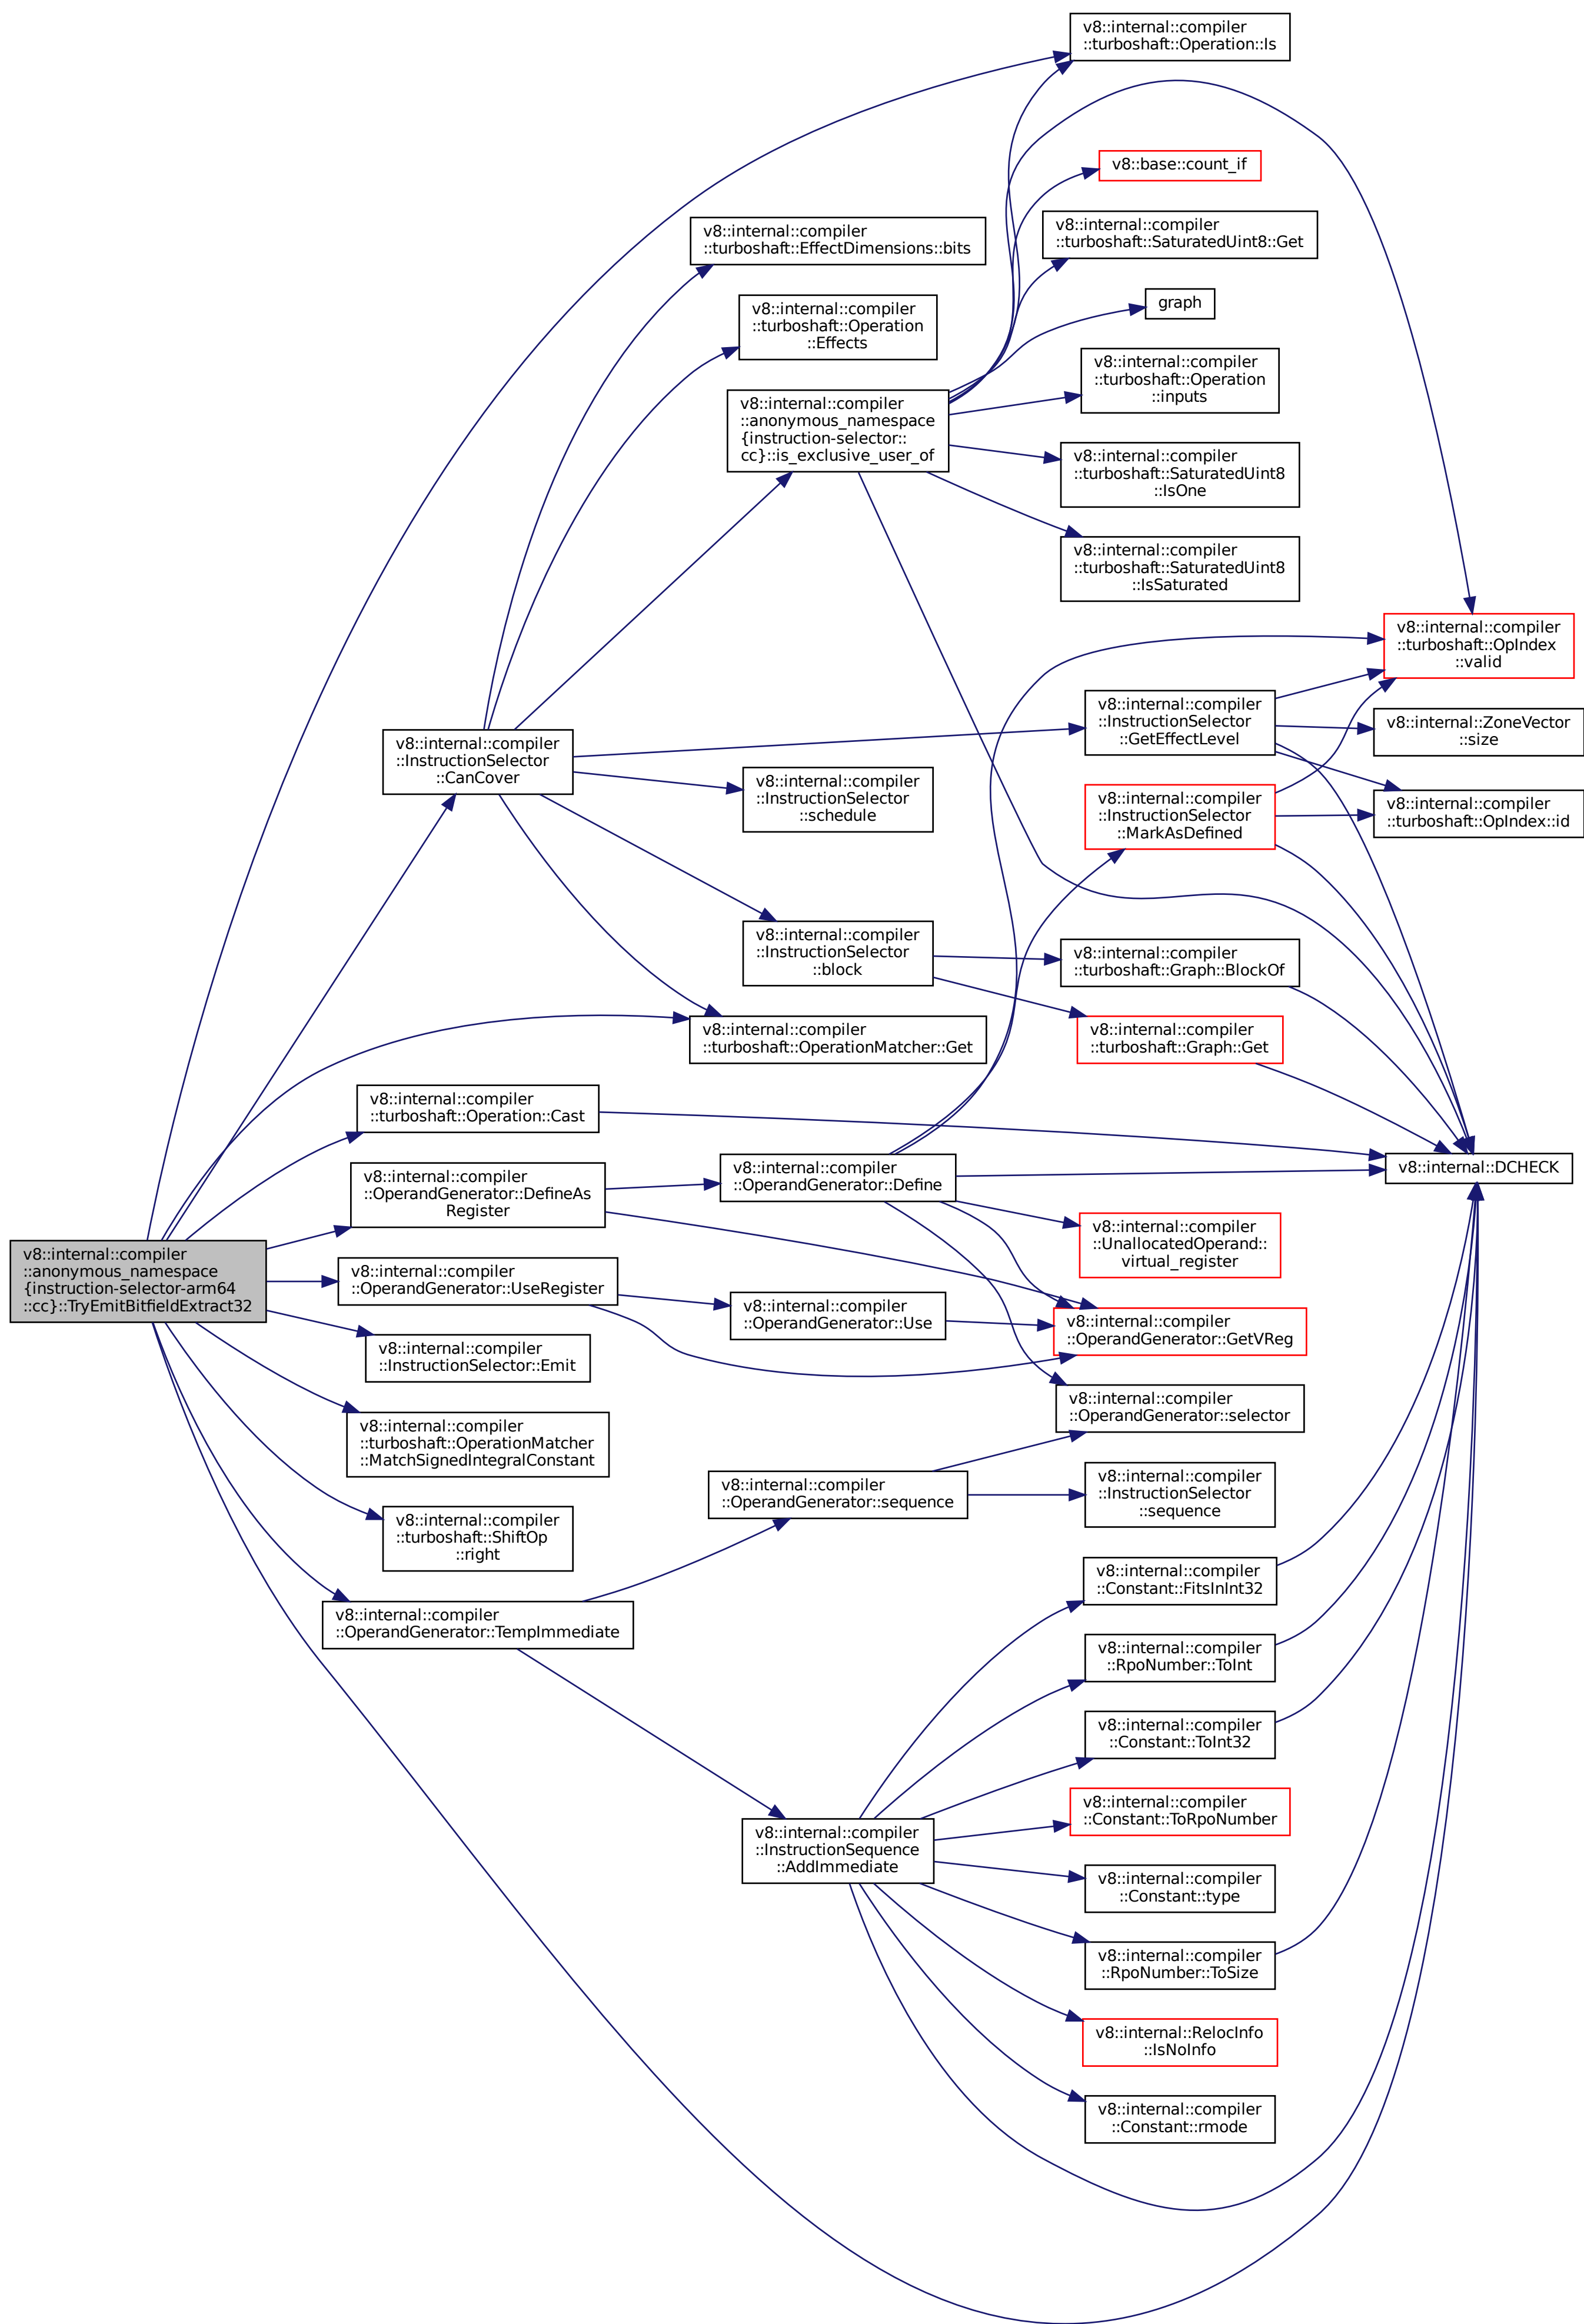 v8::internal::compiler
::turboshaft::Operation::Is
v8::base::count_if
v8::internal::compiler
::turboshaft::SaturatedUint8::Get
v8::internal::compiler
::turboshaft::EffectDimensions::bits
graph
v8::internal::compiler
::turboshaft::Operation
::Effects
v8::internal::compiler
::turboshaft::Operation
::inputs
v8::internal::compiler
::anonymous_namespace
{instruction-selector::
cc}::is_exclusive_user_of
v8::internal::compiler
::turboshaft::SaturatedUint8
::IsOne
v8::internal::compiler
::turboshaft::SaturatedUint8
::IsSaturated
v8::internal::compiler
::turboshaft::OpIndex
::valid
v8::internal::compiler
::InstructionSelector
::GetEffectLevel
v8::internal::ZoneVector
::size
v8::internal::compiler
::InstructionSelector
::CanCover
v8::internal::compiler
::InstructionSelector
::schedule
v8::internal::compiler
::InstructionSelector
::MarkAsDefined
v8::internal::compiler
::turboshaft::OpIndex::id
v8::internal::compiler
::InstructionSelector
::block
v8::internal::compiler
::turboshaft::Graph::BlockOf
v8::internal::compiler
::turboshaft::OperationMatcher::Get
v8::internal::compiler
::turboshaft::Graph::Get
v8::internal::compiler
::turboshaft::Operation::Cast
v8::internal::DCHECK
v8::internal::compiler
::OperandGenerator::DefineAs
Register
v8::internal::compiler
::OperandGenerator::Define
v8::internal::compiler
::UnallocatedOperand::
virtual_register
v8::internal::compiler
::anonymous_namespace
{instruction-selector-arm64
::cc}::TryEmitBitfieldExtract32
v8::internal::compiler
::OperandGenerator::UseRegister
v8::internal::compiler
::OperandGenerator::Use
v8::internal::compiler
::OperandGenerator::GetVReg
v8::internal::compiler
::InstructionSelector::Emit
v8::internal::compiler
::OperandGenerator::selector
v8::internal::compiler
::turboshaft::OperationMatcher
::MatchSignedIntegralConstant
v8::internal::compiler
::OperandGenerator::sequence
v8::internal::compiler
::InstructionSelector
::sequence
v8::internal::compiler
::turboshaft::ShiftOp
::right
v8::internal::compiler
::Constant::FitsInInt32
v8::internal::compiler
::OperandGenerator::TempImmediate
v8::internal::compiler
::RpoNumber::ToInt
v8::internal::compiler
::Constant::ToInt32
v8::internal::compiler
::Constant::ToRpoNumber
v8::internal::compiler
::InstructionSequence
::AddImmediate
v8::internal::compiler
::Constant::type
v8::internal::compiler
::RpoNumber::ToSize
v8::internal::RelocInfo
::IsNoInfo
v8::internal::compiler
::Constant::rmode